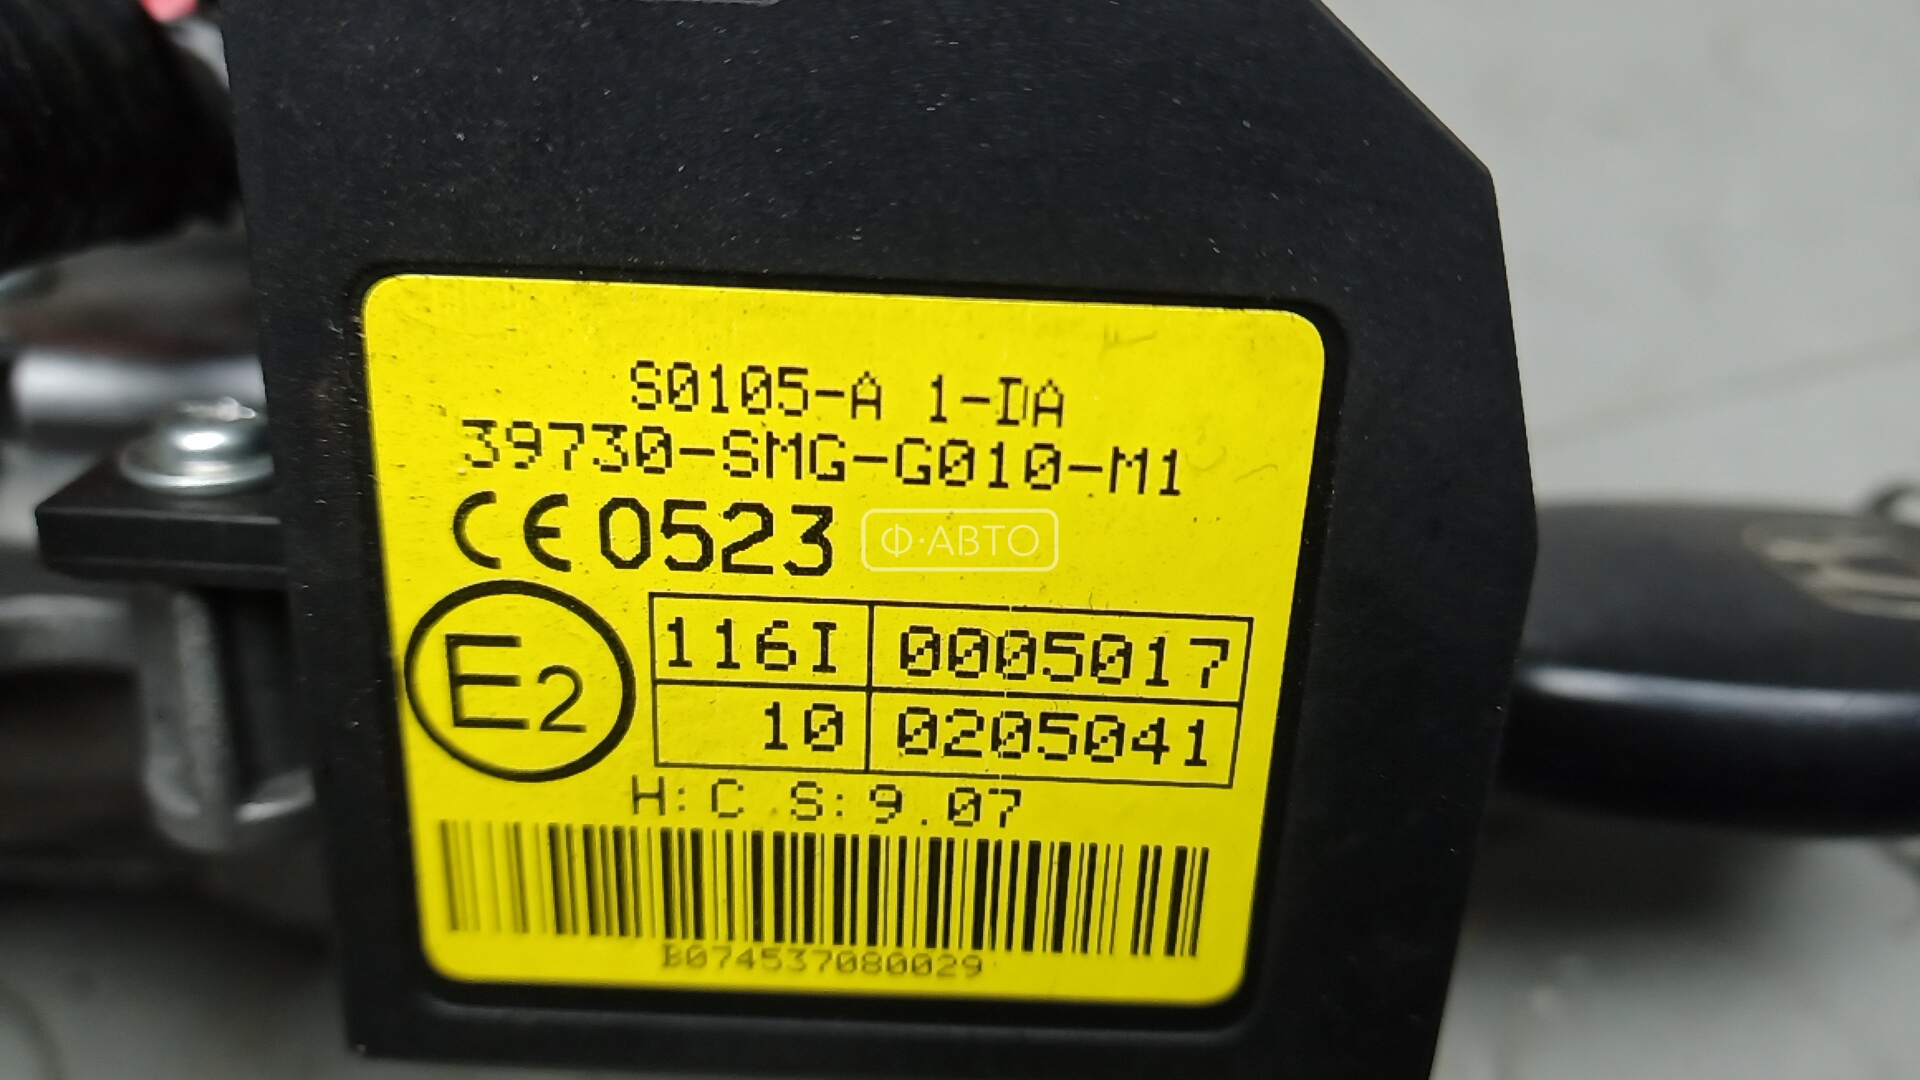 S0105-A 1-DA
39730-SMG-G010-M1
CE 0523
Ф·АВТО
E2
116I 0005017
10 0205041
H:C S:9.07
B074537080029